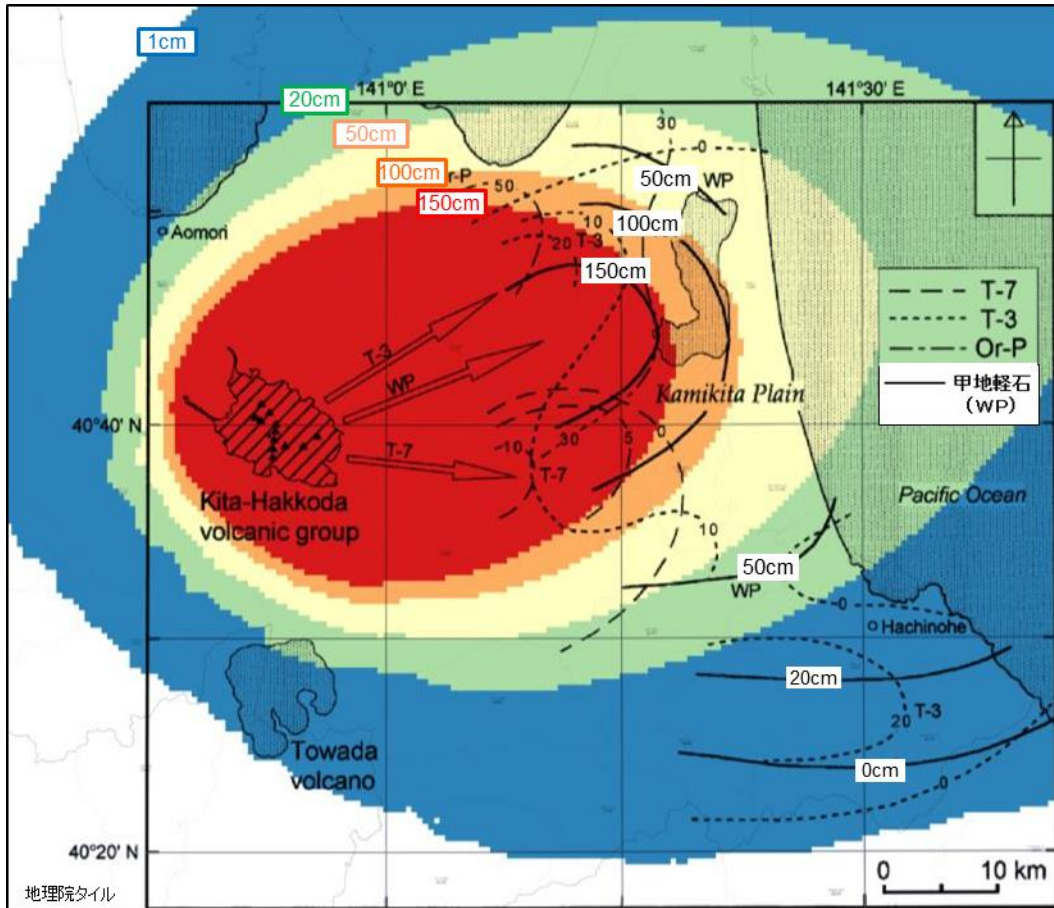 1cm
141°0' E
141°30' E
20cm
50cm
30
0
100cm
Or-P
50
50cm
WP
150cm
10
100cm
Aomori
20 T-3
150cm
T-7
T-3
Or-P
甲地軽石
(WP)
T-3
WP
Kamikita Plain
40°40' N
10
30
5
0
T-7
T-7
Kita-Hakkoda
volcanic group
Pacific Ocean
10
50cm
WP
0
Hachinohe
20cm
T-3
20
Towada
volcano
0cm
0
40°20' N
0 10 km
地理院タイル